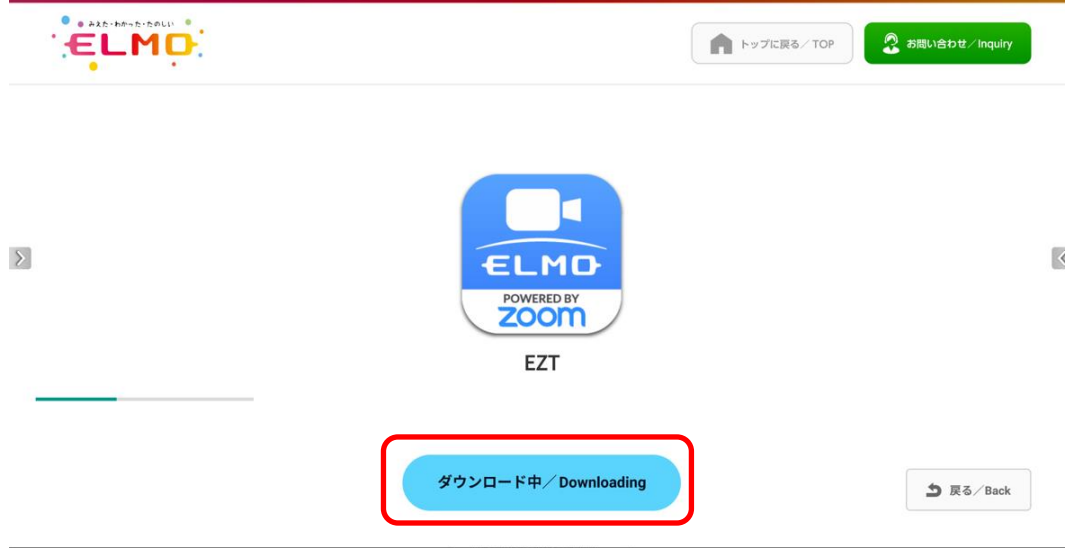 みえた・わかった・たのしい
ELMO
トップに戻る／TOP
お問い合わせ／Inquiry
ELMO
POWERED BY
zoom
EZT
ダウンロード中／Downloading
戻る／Back